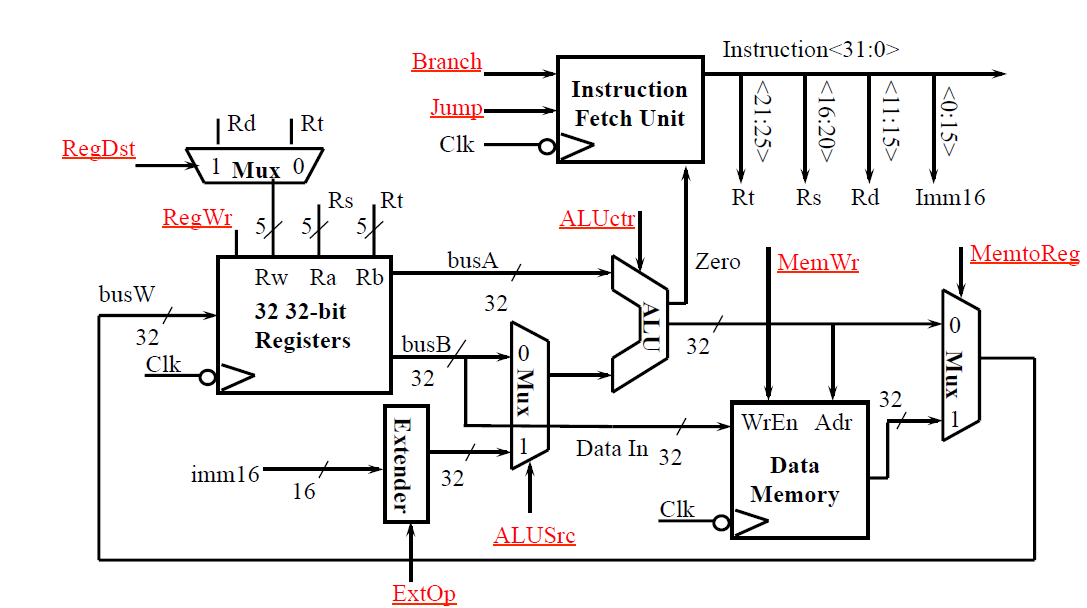 Instruction<31:0>
Branch
Instruction
Fetch Unit
Jump
Clk
<21:25>
<16:20>
<11:15>
<0:15>
Rt
Rs
Rd
Imm16
Rd
Rt
RegDst
1
Mux
0
RegWr
5
5
5
Rs
Rt
ALUctr
Zero
MemWr
MemtoReg
Rw
Ra
Rb
32 32-bit
Registers
busW
32
Clk
busA
32
busB
32
0
Mux
1
ALU
32
0
Mux
1
WrEn
Adr
Data
Memory
Clk
32
Data In
32
imm16
16
Extender
32
ALUSrc
ExtOp